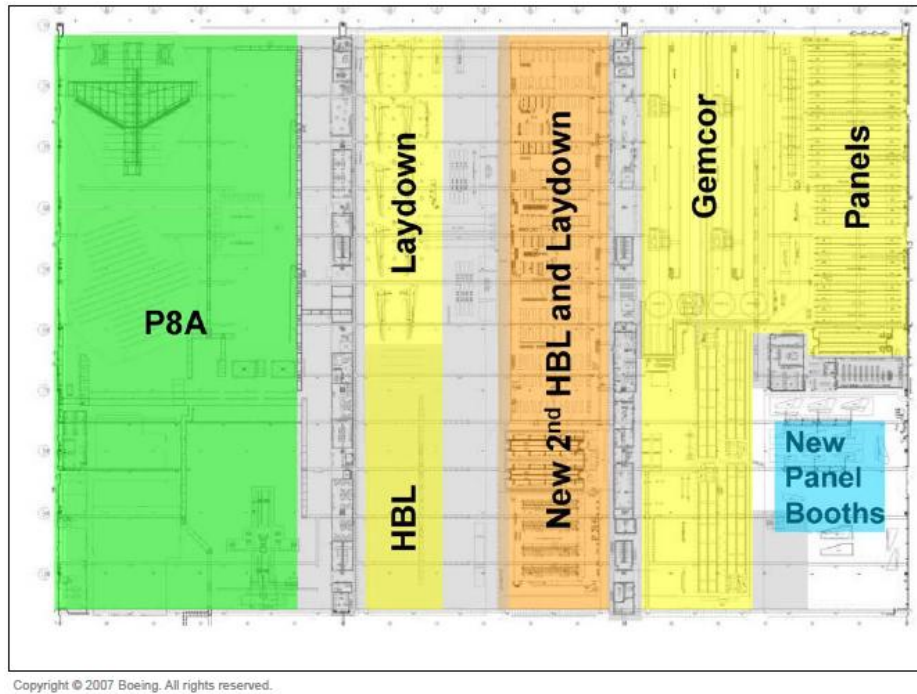 P8A
Laydown
HBL
New 2nd HBL and Laydown
Gemcor
Panels
New
Panel
Booths
Copyright © 2007 Boeing. All rights reserved.